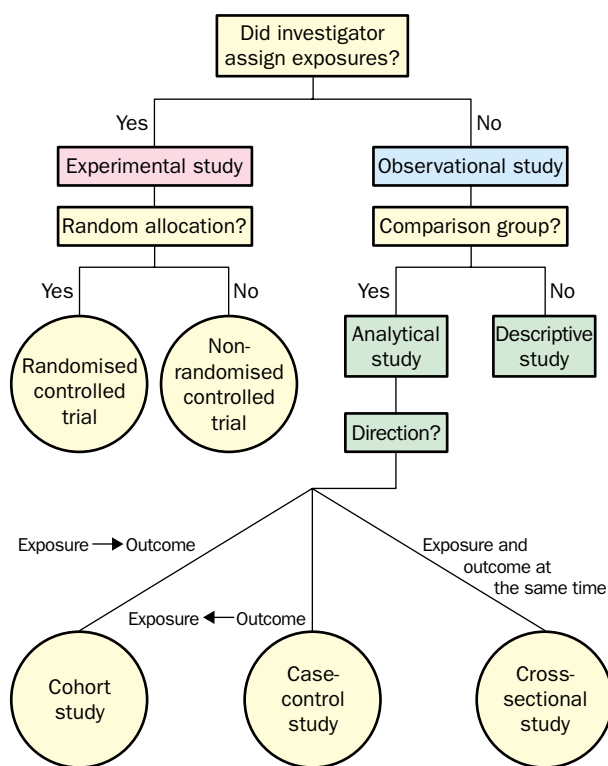 Did investigator
assign exposures?
Yes
No
Experimental study
Observational study
Random allocation?
Comparison group?
Yes
No
Yes
No
Randomised
controlled
trial
Non-
randomised
controlled
trial
Analytical
study
Descriptive
study
Direction?
Exposure → Outcome
Exposure and
outcome at
the same time
Exposure ← Outcome
Cohort
study
Case-
control
study
Cross-
sectional
study